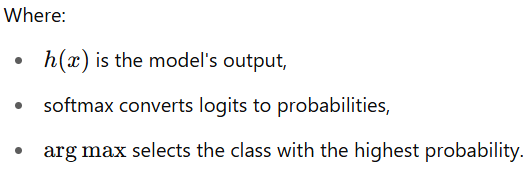 Where:
• h(x) is the model's output,
• softmax converts logits to probabilities,
• arg max selects the class with the highest probability.